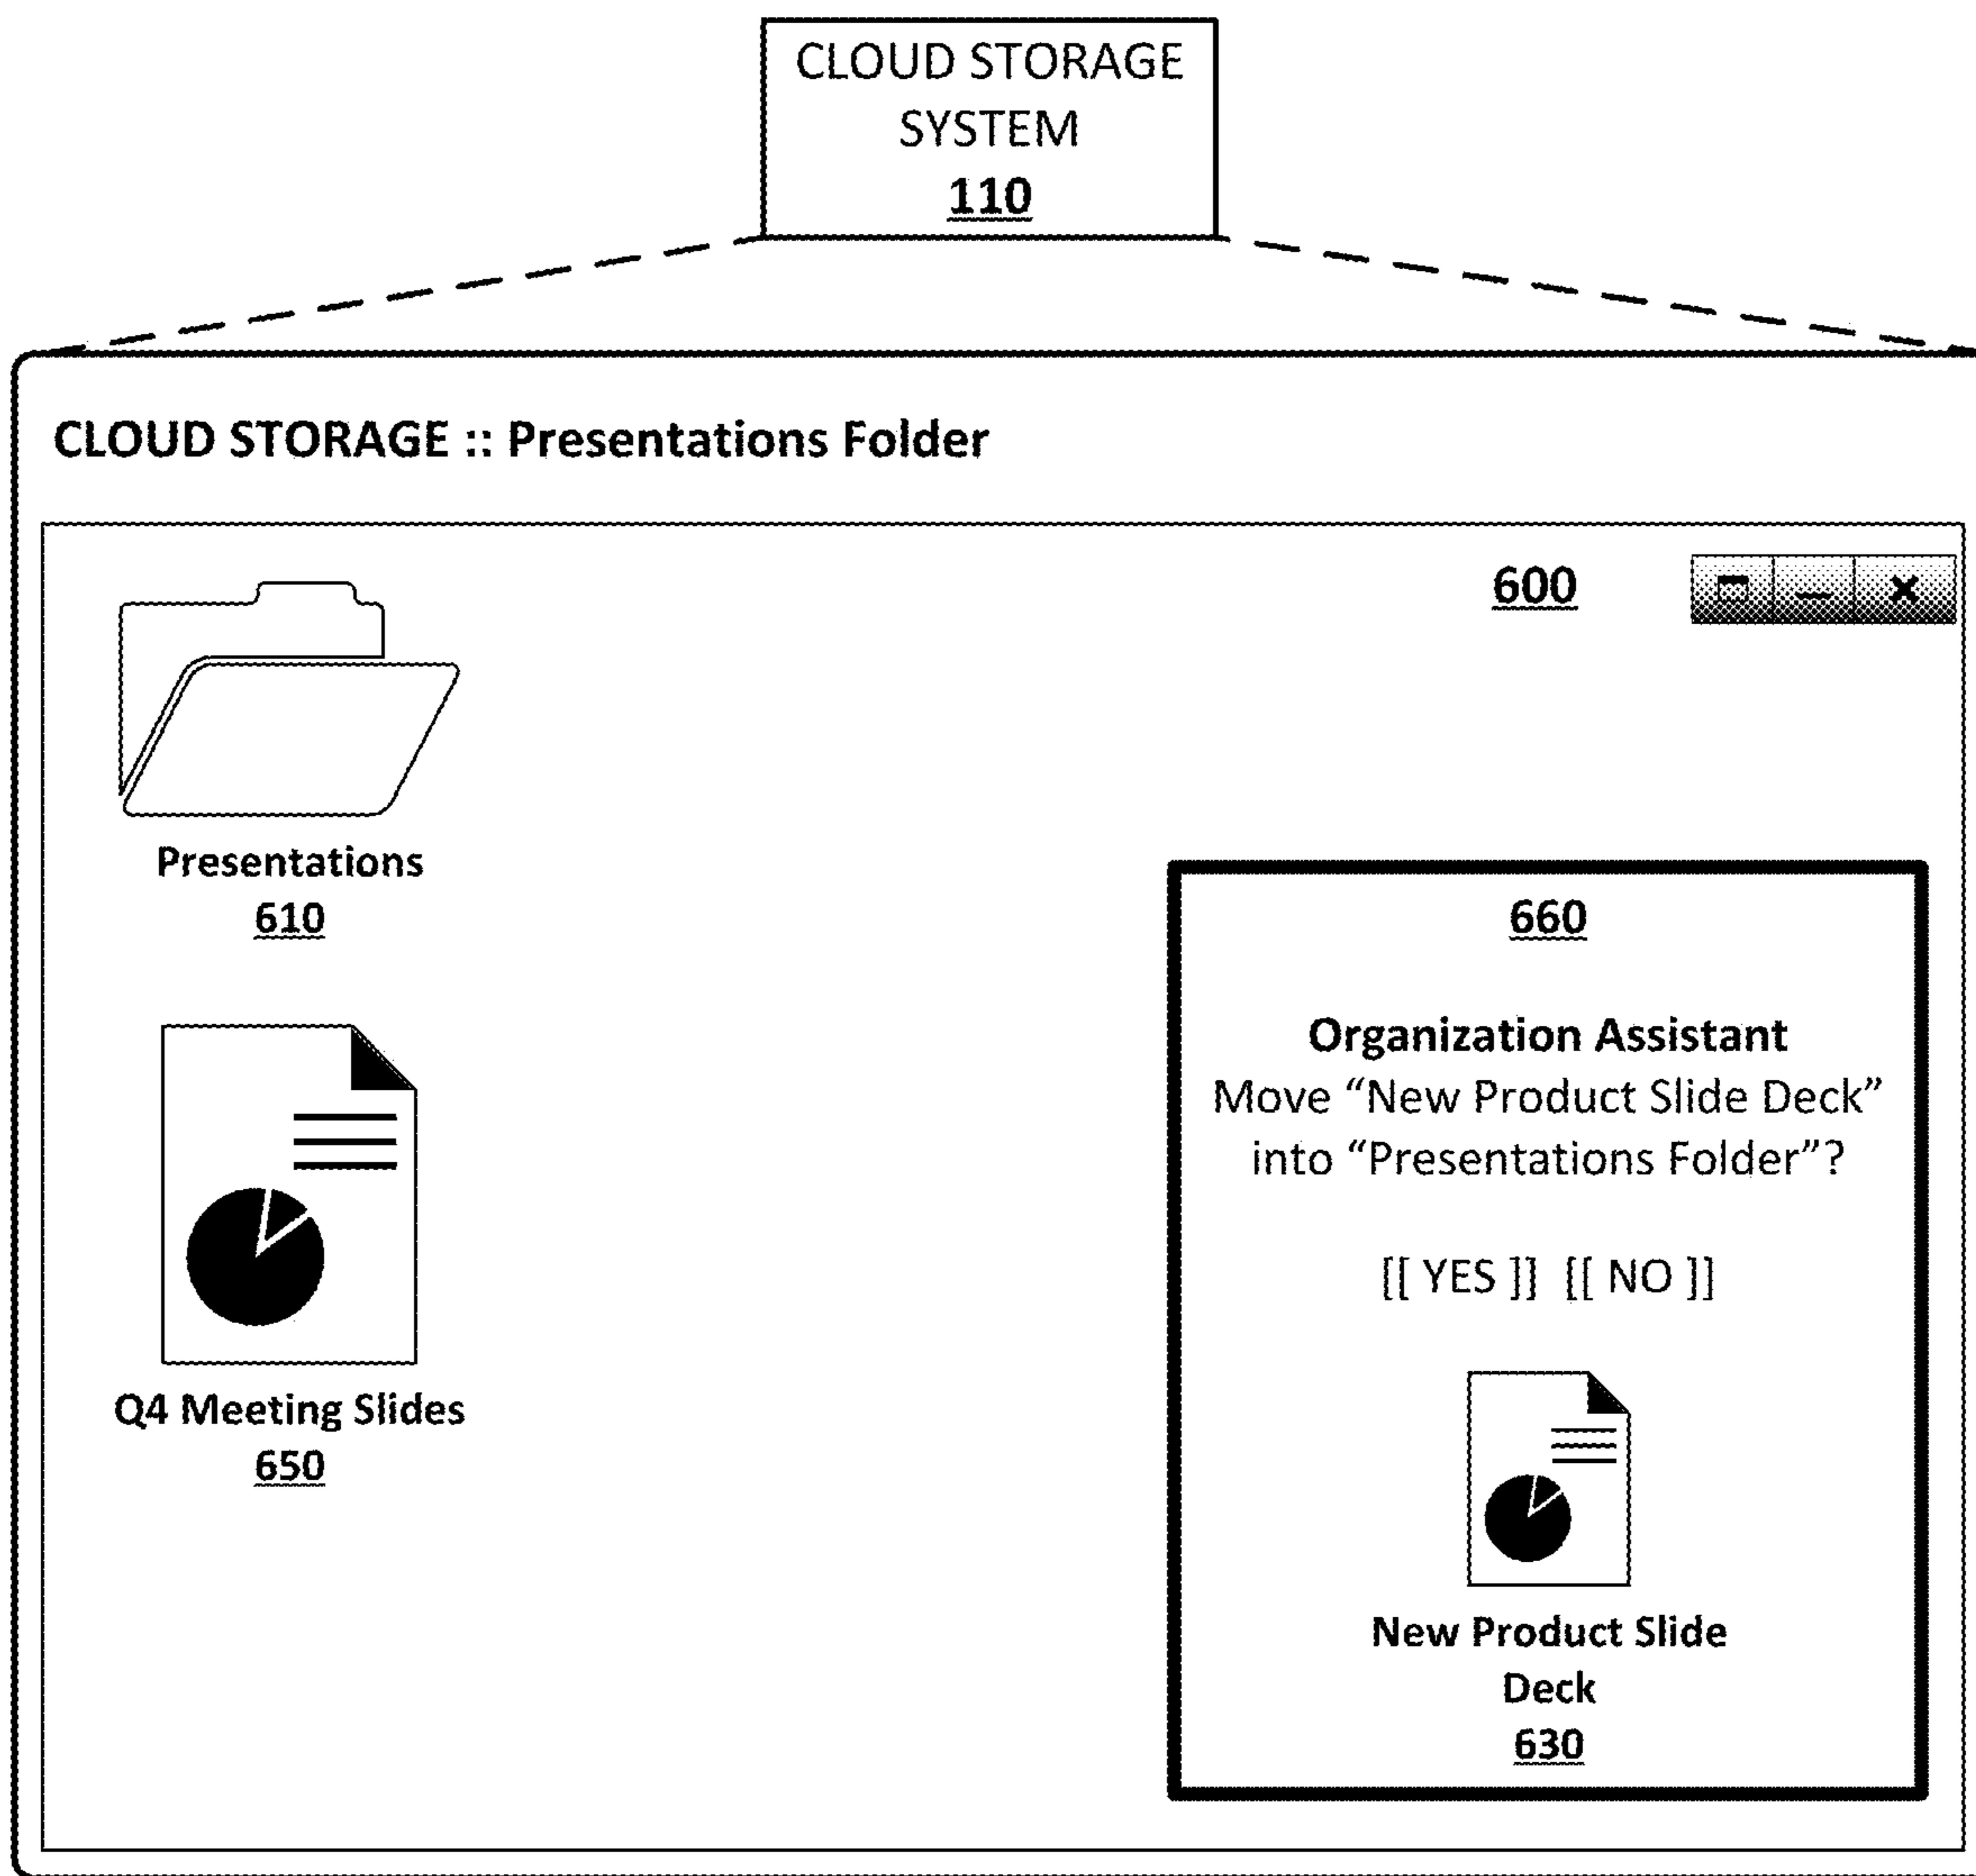 CLOUD STORAGE
SYSTEM
110
CLOUD STORAGE :: Presentations Folder
600
Presentations
610
Q4 Meeting Slides
650
660
Organization Assistant
Move “New Product Slide Deck”
into “Presentations Folder”?
[[ YES ]] [[ NO ]]
New Product Slide
Deck
630